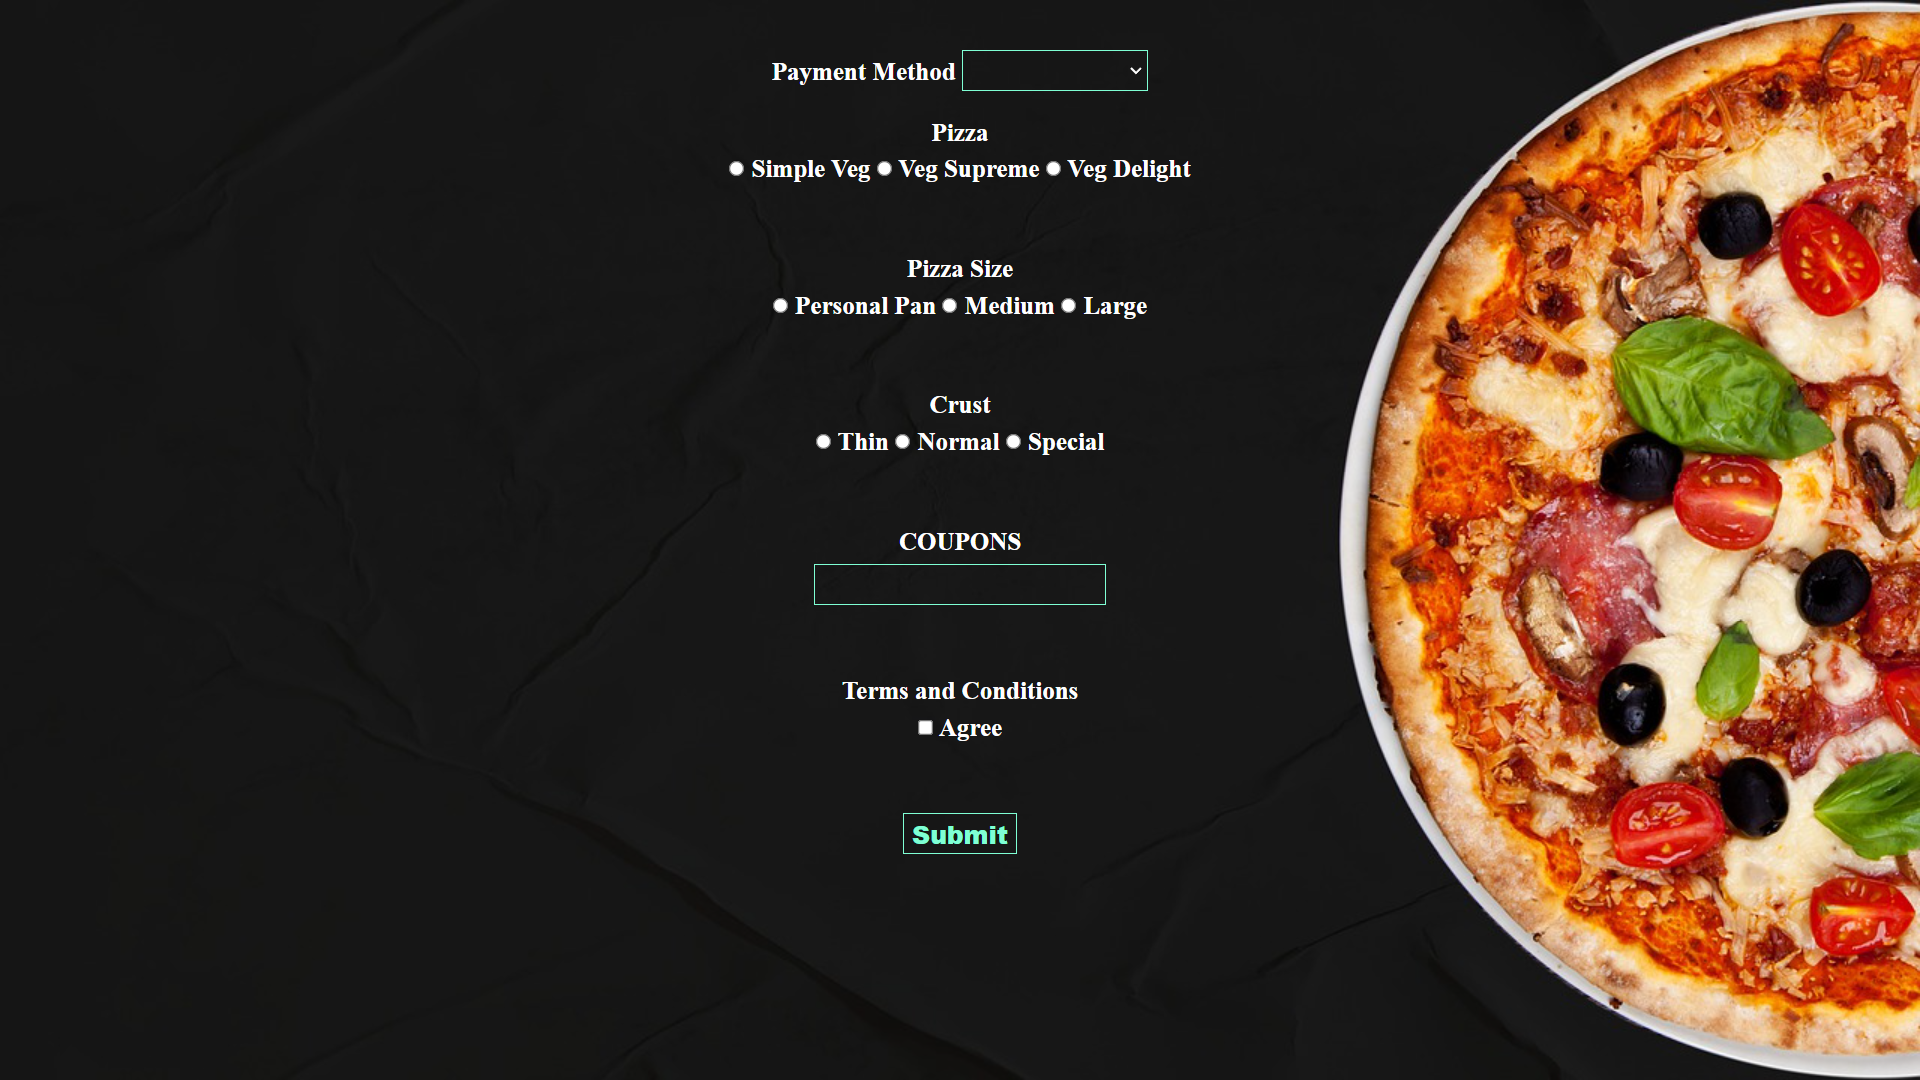 Payment Method
Pizza
Simple Veg Veg Supreme Veg Delight
Pizza Size
Personal Pan Medium Large
Crust
Thin Normal Special
COUPONS
Terms and Conditions
Agree
Submit